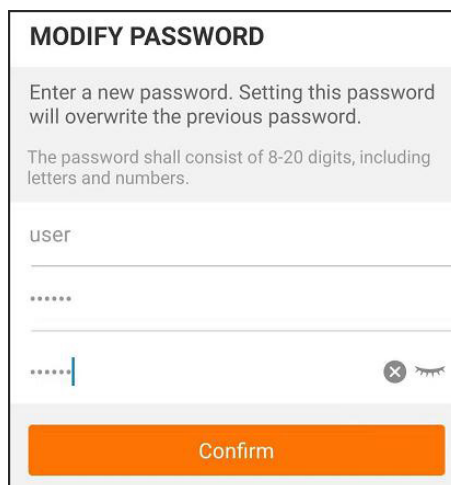 MODIFY PASSWORD
Enter a new password. Setting this password
will overwrite the previous password.
The password shall consist of 8-20 digits, including
letters and numbers.
user
••••••
••••••
Confirm